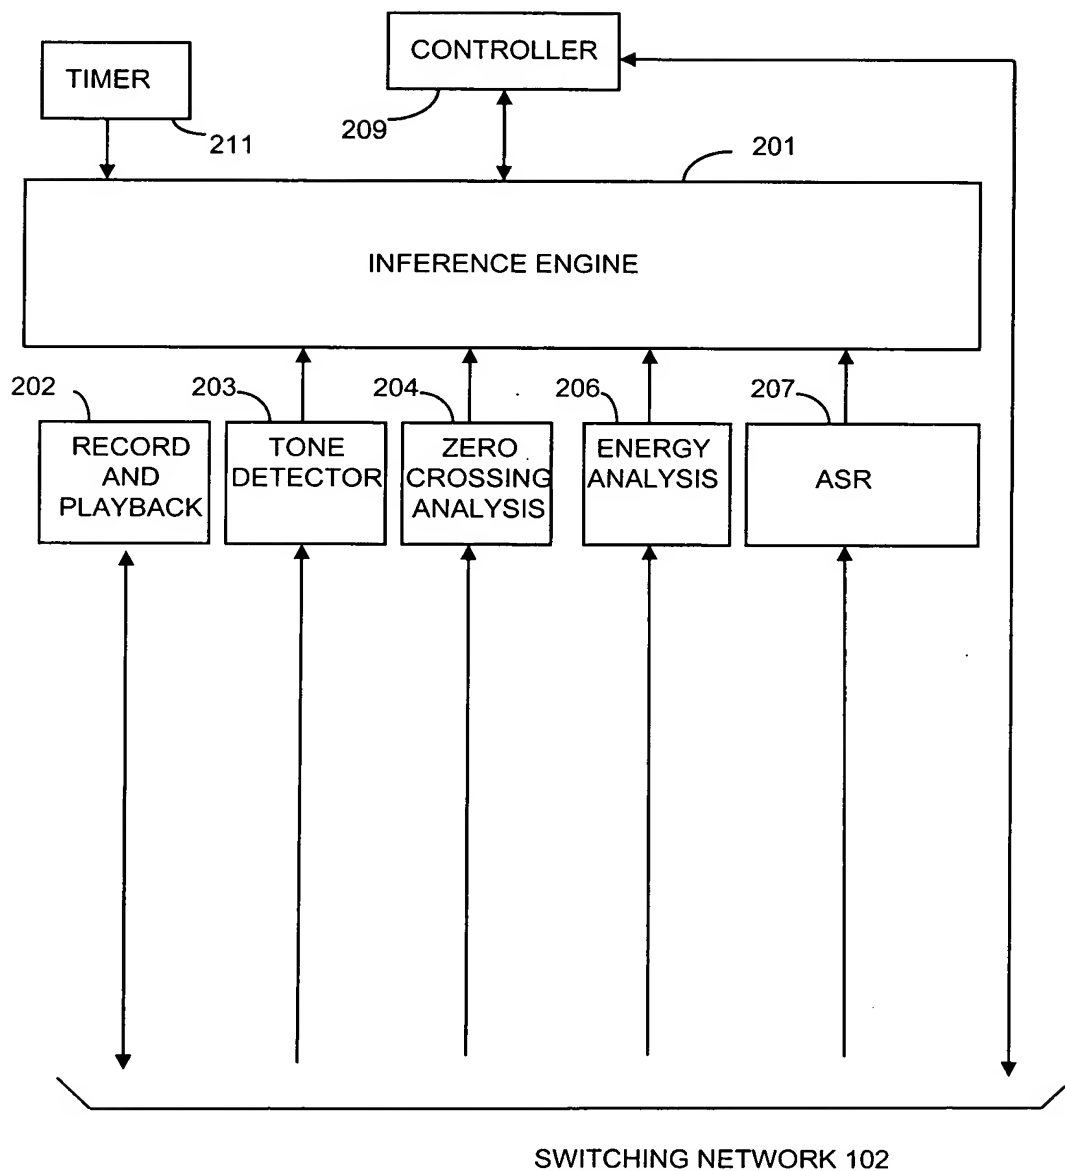 CONTROLLER
TIMER
209
211
201
INFERENCE ENGINE
202
203
204
206
207
RECORD
AND
PLAYBACK
TONE
DETECTOR
ZERO
CROSSING
ANALYSIS
ENERGY
ANALYSIS
ASR
SWITCHING NETWORK 102